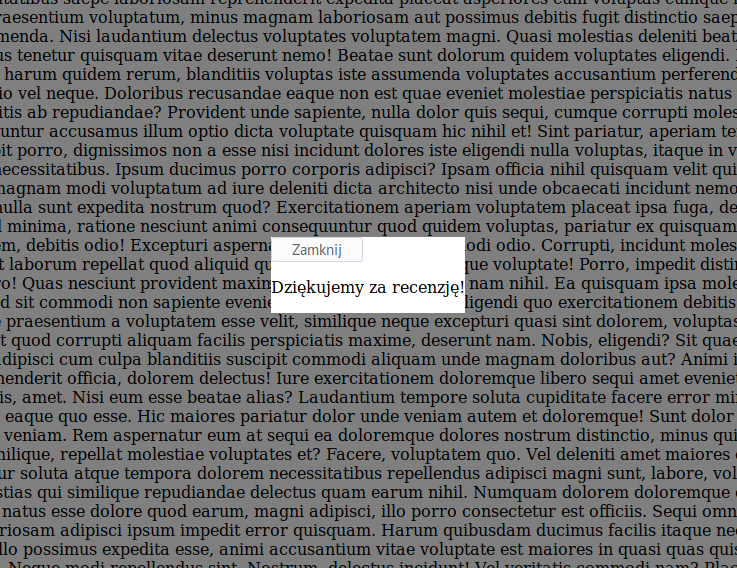 praesentium voluptatum, minus magnam laboriosam aut possimus debitis fugit distinctio saep
menda. Nisi laudantium delectus voluptates voluptatem magni. Quasi molestias deleniti beat
us tenetur quisquam vitae deserunt nemo! Beatae sunt dolorum quidem voluptates eligendi.
harum quidem rerum, blanditiis voluptas iste assumenda voluptates accusantium perferend
io vel neque. Doloribus recusandae eaque non est quae eveniet molestiae perspiciatis natus
itis ab repudiandae? Provident unde sapiente, nulla dolor quis sequi, cumque corrupti moles
untur accusamus illum optio dicta voluptate quisquam hic nihil et! Sint pariatur, aperiam te
it porro, dignissimos non a esse nisi incidunt dolores iste eligendi nulla voluptas, itaque in v
necessitatibus. Ipsum ducimus porro corporis adipisci? Ipsam officia nihil quisquam velit qui
magnam modi voluptatum ad iure deleniti dicta architecto nisi unde obcaecati incidunt nemo
nulla sunt expedita nostrum quod? Exercitationem aperiam voluptatem placeat ipsa fuga, de
l minima, ratione nesciunt animi consequuntur quod quidem voluptas, pariatur ex quisquam
em, debitis odio! Excepturi asperna odi odio. Corrupti, incidunt moles
Zamknij
t laborum repellat quod aliquid qu que voluptate! Porro, impedit distin
ro! Quas nesciunt provident maxim nam nihil. Ea quisquam ipsa mole
Dziękujemy za recenzję!
d sit commodi non sapiente evenie ligendi quo exercitationem debitis
praesentium a voluptatem esse velit, similique neque excepturi quasi sint dolorem, voluptas
t quod corrupti aliquam facilis perspiciatis maxime, deserunt nam. Nobis, eligendi? Sit quae
adipisci cum culpa blanditiis suscipit commodi aliquam unde magnam doloribus aut? Animi i
henderit officia, dolorem delectus! Iure exercitationem doloremque libero sequi amet eveniet
is, amet. Nisi eum esse beatae alias? Laudantium tempore soluta cupiditate facere error mi
eaque quo esse. Hic maiores pariatur dolor unde veniam autem et doloremque! Sunt dolor
veniam. Rem aspernatur eum at sequi ea doloremque dolores nostrum distinctio, minus qui
milique, repellat molestiae voluptates et? Facere, voluptatem quo. Vel deleniti amet maiores
ur soluta atque tempora dolorem necessitatibus repellendus adipisci magni sunt, labore, vol
stias qui similique repudiandae delectus quam earum nihil. Numquam dolorem doloremque
natus esse dolore quod earum, magni adipisci, illo porro consectetur est officiis. Sequi omn
riosam adipisci ipsum impedit error quisquam. Harum quibusdam ducimus facilis itaque nec
llo possimus expedita esse, animi accusantium vitae voluptate est maiores in quasi quas quis